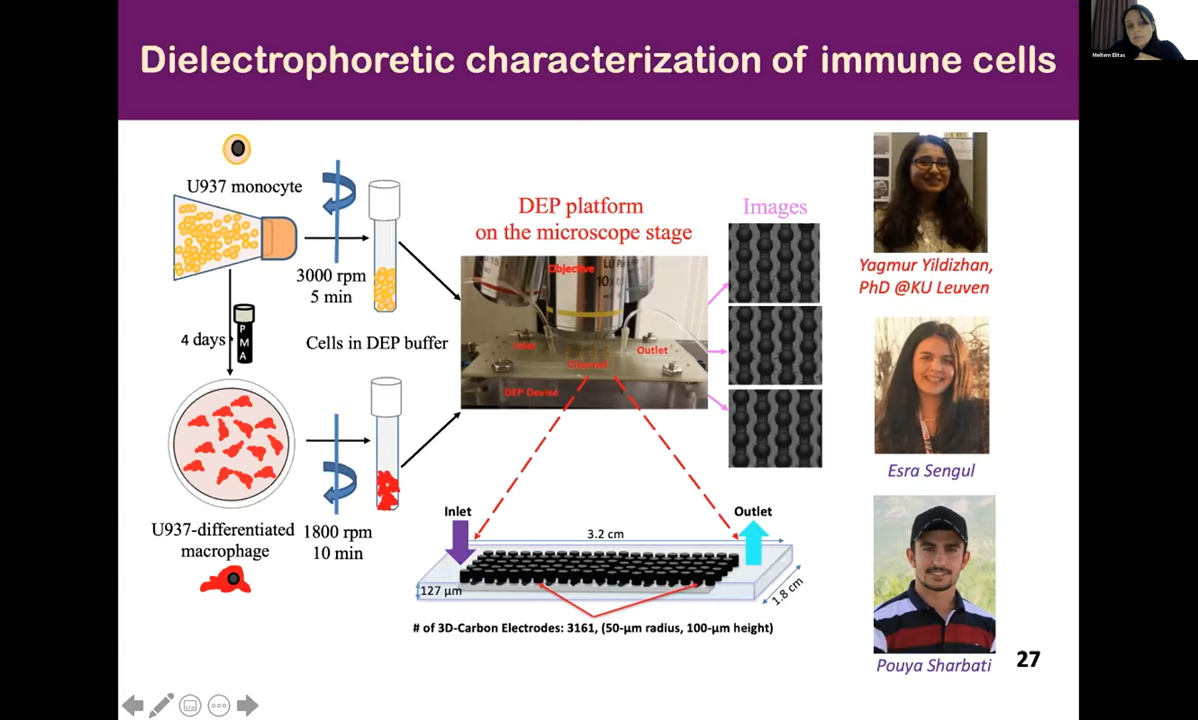 Dielectrophoretic characterization of immune cells
Meltem Elitas
U937 monocyte
3000 rpm
5 min
4 days
P
M
A
Cells in DEP buffer
U937-differentiated
macrophage
1800 rpm
10 min
DEP platform
on the microscope stage
Objective
LU
10x
Inlet
Outlet
Channel
DEP Device
Images
Inlet
Outlet
3.2 cm
127 μm
1.8 cm
# of 3D-Carbon Electrodes: 3161, (50-μm radius, 100-μm height)
Yagmur Yildizhan,
PhD @KU Leuven
Esra Sengul
Pouya Sharbati
27